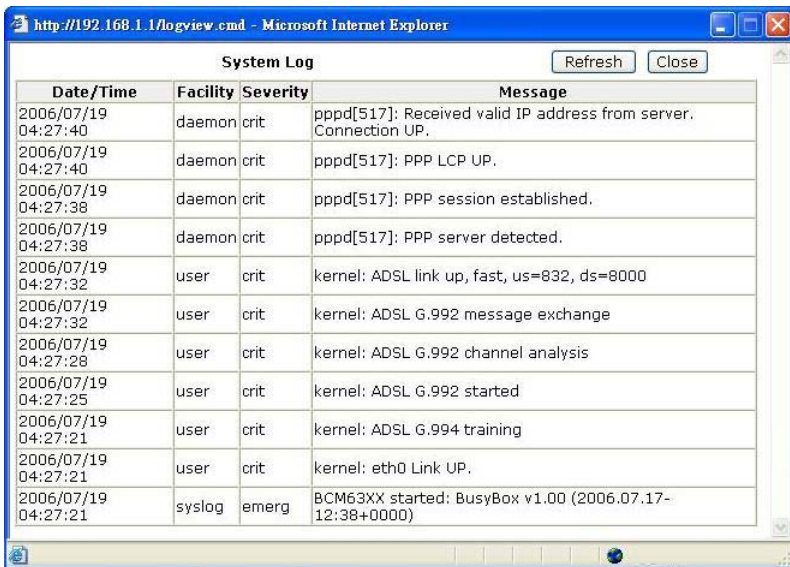 http://192.168.1.1/logview.cmd - Microsoft Internet Explorer
System Log Refresh Close
Date/Time Facility Severity Message
2006/07/19 04:27:40 daemon crit pppd[517]: Received valid IP address from server. Connection UP.
2006/07/19 04:27:40 daemon crit pppd[517]: PPP LCP UP.
2006/07/19 04:27:38 daemon crit pppd[517]: PPP session established.
2006/07/19 04:27:38 daemon crit pppd[517]: PPP server detected.
2006/07/19 04:27:32 user crit kernel: ADSL link up, fast, us=832, ds=8000
2006/07/19 04:27:32 user crit kernel: ADSL G.992 message exchange
2006/07/19 04:27:28 user crit kernel: ADSL G.992 channel analysis
2006/07/19 04:27:25 user crit kernel: ADSL G.992 started
2006/07/19 04:27:21 user crit kernel: ADSL G.994 training
2006/07/19 04:27:21 user crit kernel: eth0 Link UP.
2006/07/19 04:27:21 syslog emerg BCM63XX started: BusyBox v1.00 (2006.07.17-12:38+0000)